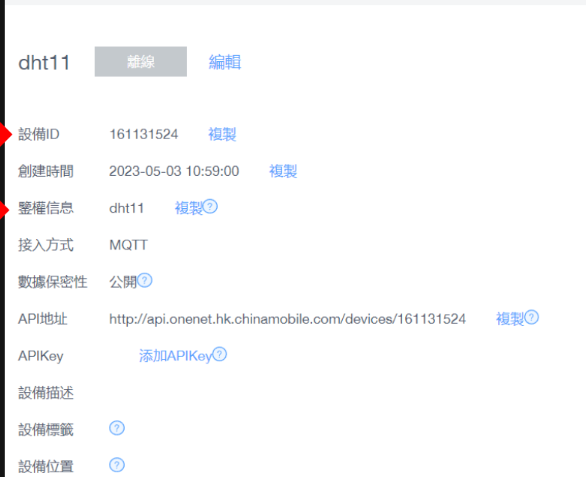 dht11 離線 編輯
設備ID 161131524 複製
創建時間 2023-05-03 10:59:00 複製
鑒權信息 dht11 複製?
接入方式 MQTT
數據保密性 公開?
API地址 http://api.onenet.hk.chinamobile.com/devices/161131524 複製?
APIKey 添加APIKey?
設備描述
設備標籤 ?
設備位置 ?